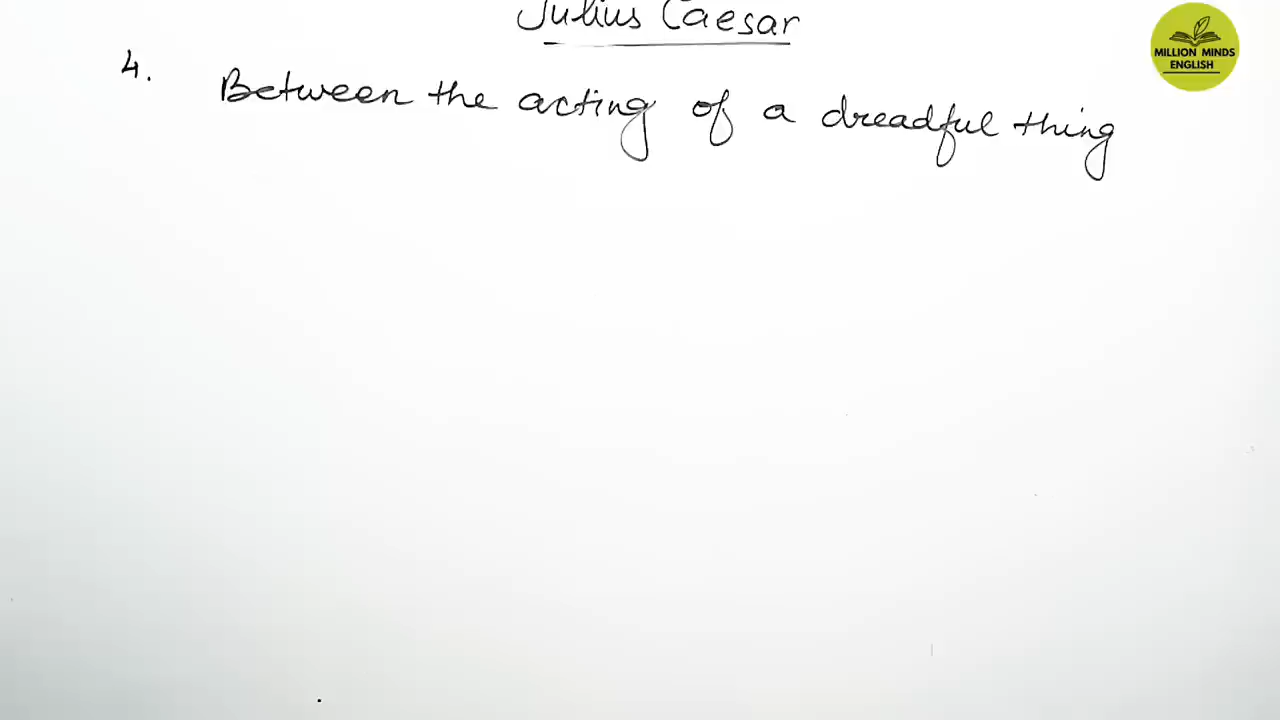 Julius Caesar
MILLION MINDS
ENGLISH
4. Between the acting of a dreadful thing